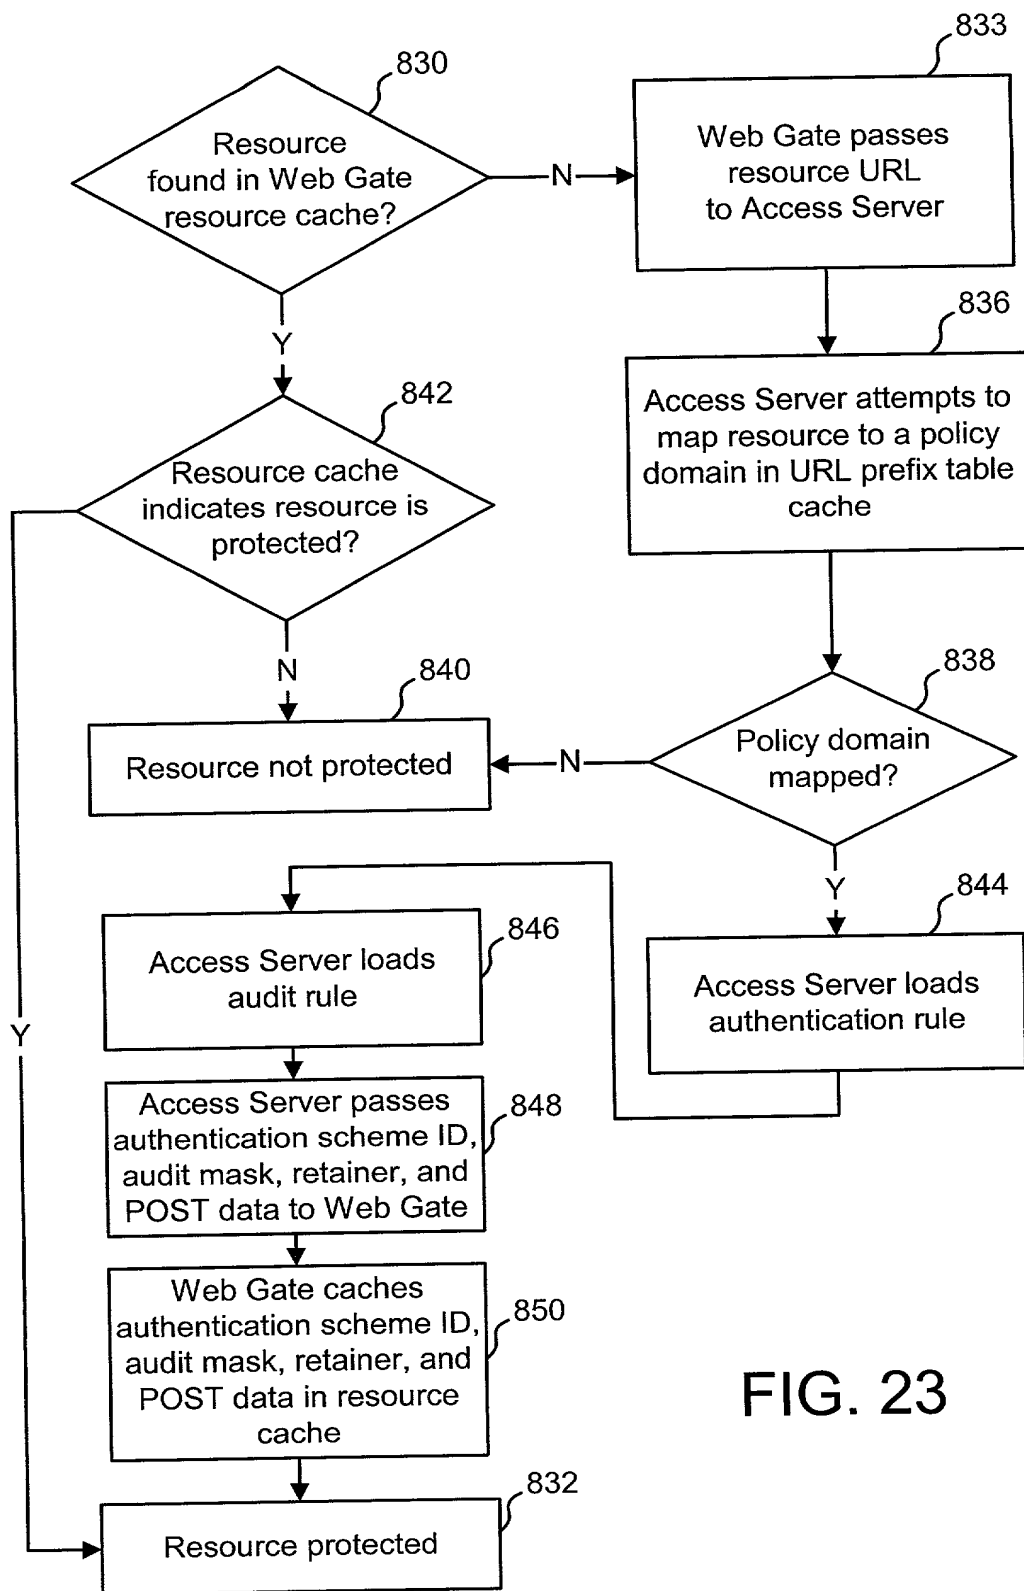 830
Resource
found in Web Gate
resource cache?
N
833
Web Gate passes
resource URL
to Access Server
Y
836
Access Server attempts to
map resource to a policy
domain in URL prefix table
cache
842
Resource cache
indicates resource is
protected?
N
840
Resource not protected
N
838
Policy domain
mapped?
Y
844
Access Server loads
authentication rule
846
Access Server loads
audit rule
Y
848
Access Server passes
authentication scheme ID,
audit mask, retainer, and
POST data to Web Gate
850
Web Gate caches
authentication scheme ID,
audit mask, retainer, and
POST data in resource
cache
832
Resource protected
FIG. 23